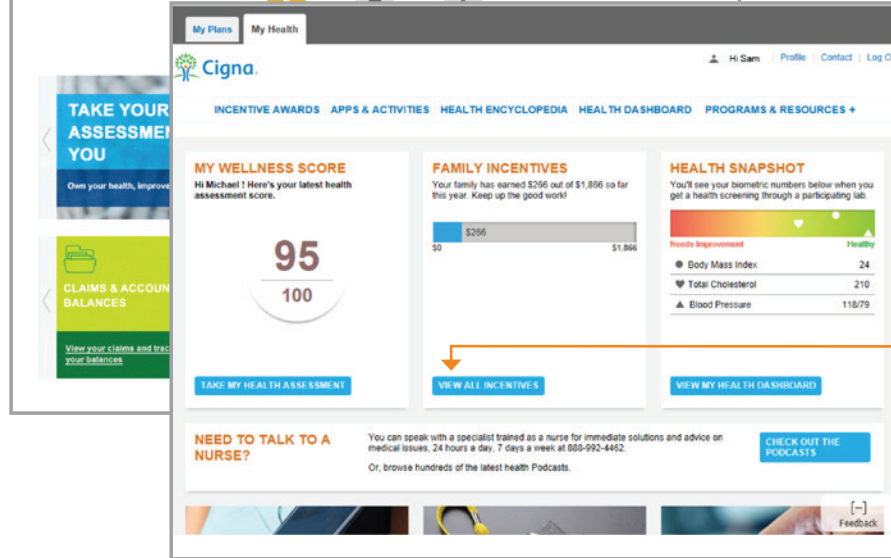 My Plans My Health
Cigna.
Hi Sam Profile Contact Log O
INCENTIVE AWARDS APPS & ACTIVITIES HEALTH ENCYCLOPEDIA HEALTH DASHBOARD PROGRAMS & RESOURCES +
TAKE YOUR
ASSESSME
YOU
Own your health, improve
CLAIMS & ACCOUN
BALANCES
View your claims and trac
your balances
MY WELLNESS SCORE
Hi Michael ! Here's your latest health
assessment score.
95
100
TAKE MY HEALTH ASSESSMENT
FAMILY INCENTIVES
Your family has earned $266 out of $1,866 so far
this year. Keep up the good work!
$266
$0 $1,866
VIEW ALL INCENTIVES
HEALTH SNAPSHOT
You'll see your biometric numbers below when you
get a health screening through a participating lab.
Needs Improvement Healthy
Body Mass Index 24
Total Cholesterol 210
Blood Pressure 118/79
VIEW MY HEALTH DASHBOARD
NEED TO TALK TO A
NURSE?
You can speak with a specialist trained as a nurse for immediate solutions and advice on
medical issues, 24 hours a day, 7 days a week at 888-992-4462.
Or, browse hundreds of the latest health Podcasts.
CHECK OUT THE
PODCASTS
[–]
Feedback